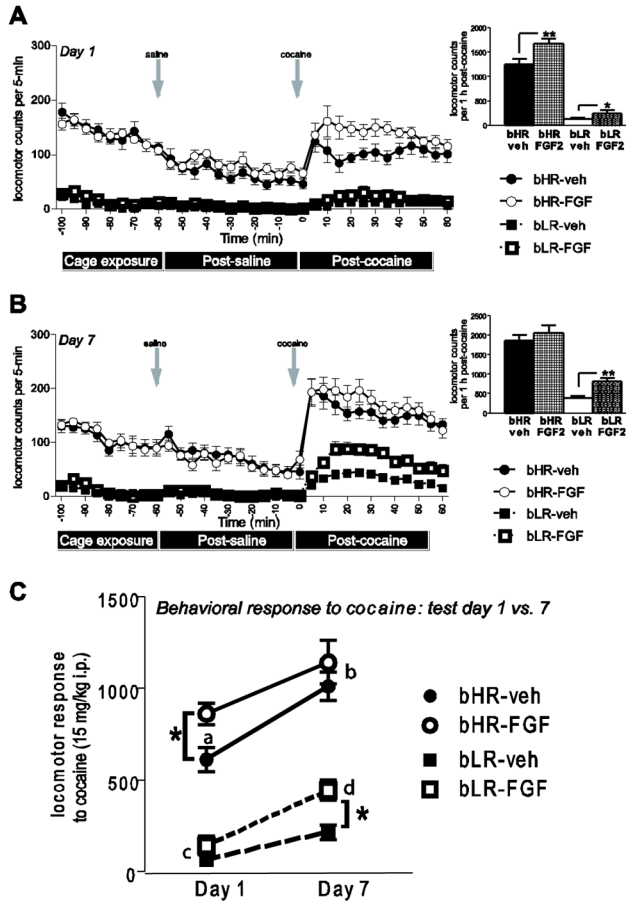 A
Day 1
saline
cocaine
locomotor counts per 5-min
300
200
100
0
-100
-90
-80
-70
-60
-50
-40
-30
-20
-10
0
10
20
30
40
50
60
Time (min)
Cage exposure
Post-saline
Post-cocaine
locomotor counts
per 1 h post-cocaine
2000
1500
1000
500
0
**
*
bHR veh
bHR FGF2
bLR veh
bLR FGF2
bHR-veh
bHR-FGF
bLR-veh
bLR-FGF
B
Day 7
saline
cocaine
locomotor counts per 5-min
300
200
100
0
-100
-90
-80
-70
-60
-50
-40
-30
-20
-10
0
10
20
30
40
50
60
Time (min)
Cage exposure
Post-saline
Post-cocaine
locomotor counts
per 1 h post-cocaine
2000
1500
1000
500
0
**
bHR veh
bHR FGF2
bLR veh
bLR FGF2
bHR-veh
bHR-FGF
bLR-veh
bLR-FGF
C
Behavioral response to cocaine: test day 1 vs. 7
locomotor response
to cocaine (15 mg/kg i.p.)
1500
1000
500
0
*
a
b
c
d
*
Day 1
Day 7
bHR-veh
bHR-FGF
bLR-veh
bLR-FGF